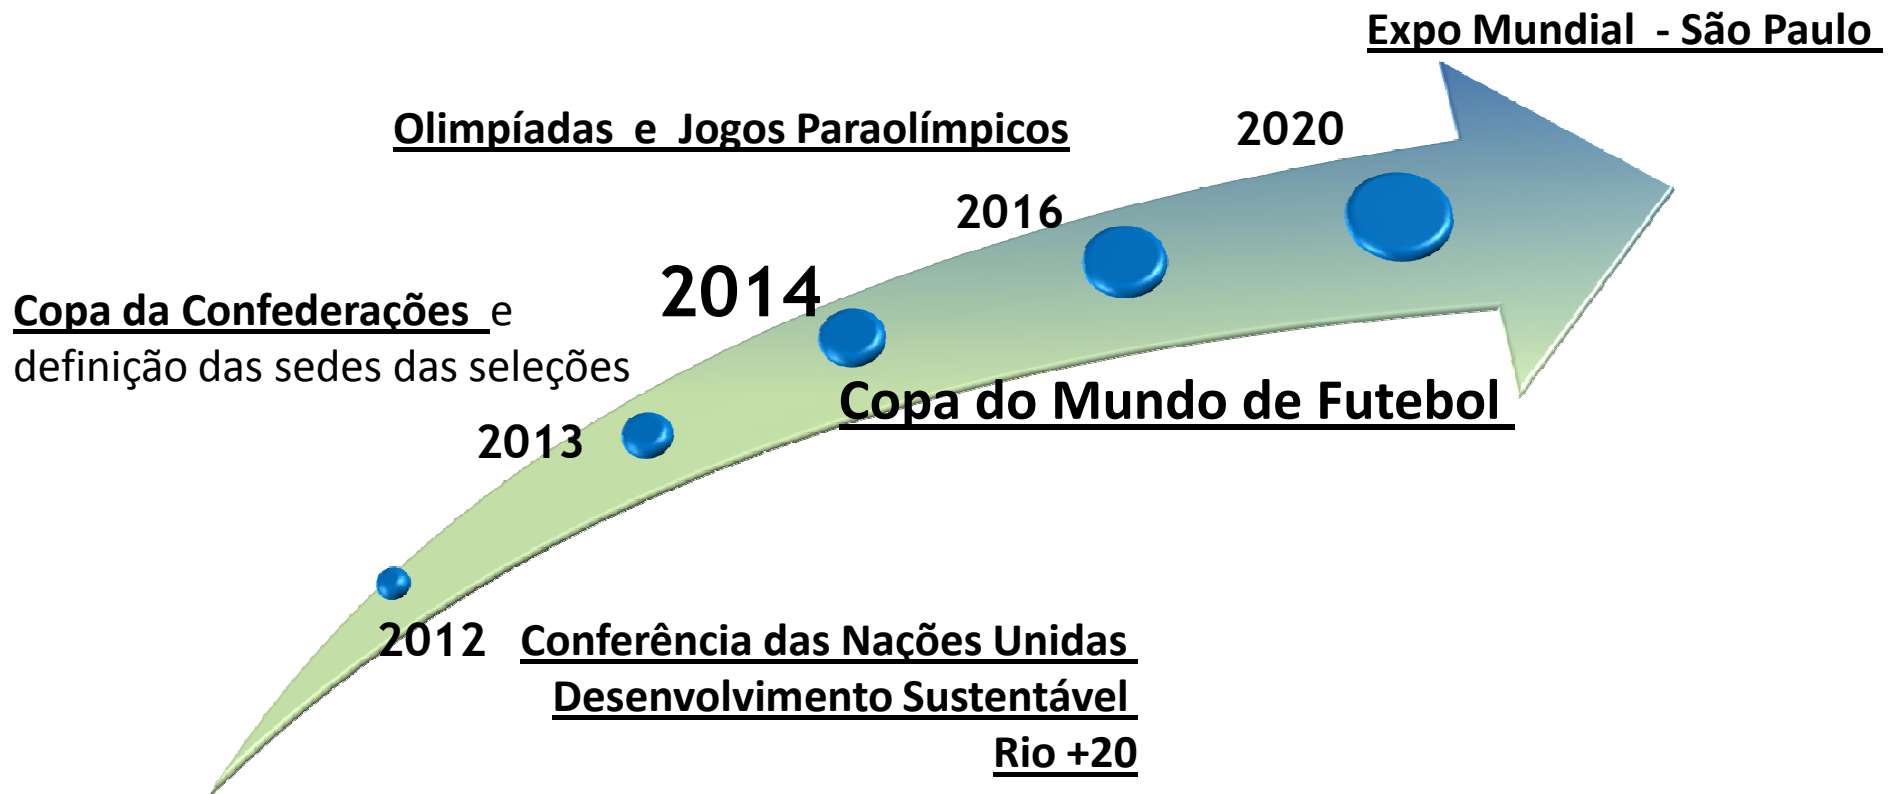 Expo Mundial - São Paulo
Olimpíadas e Jogos Paraolímpicos
2020
2016
2014
Copa da Confederações e
definição das sedes das seleções
Copa do Mundo de Futebol
2013
2012 Conferência das Nações Unidas
Desenvolvimento Sustentável
Rio +20